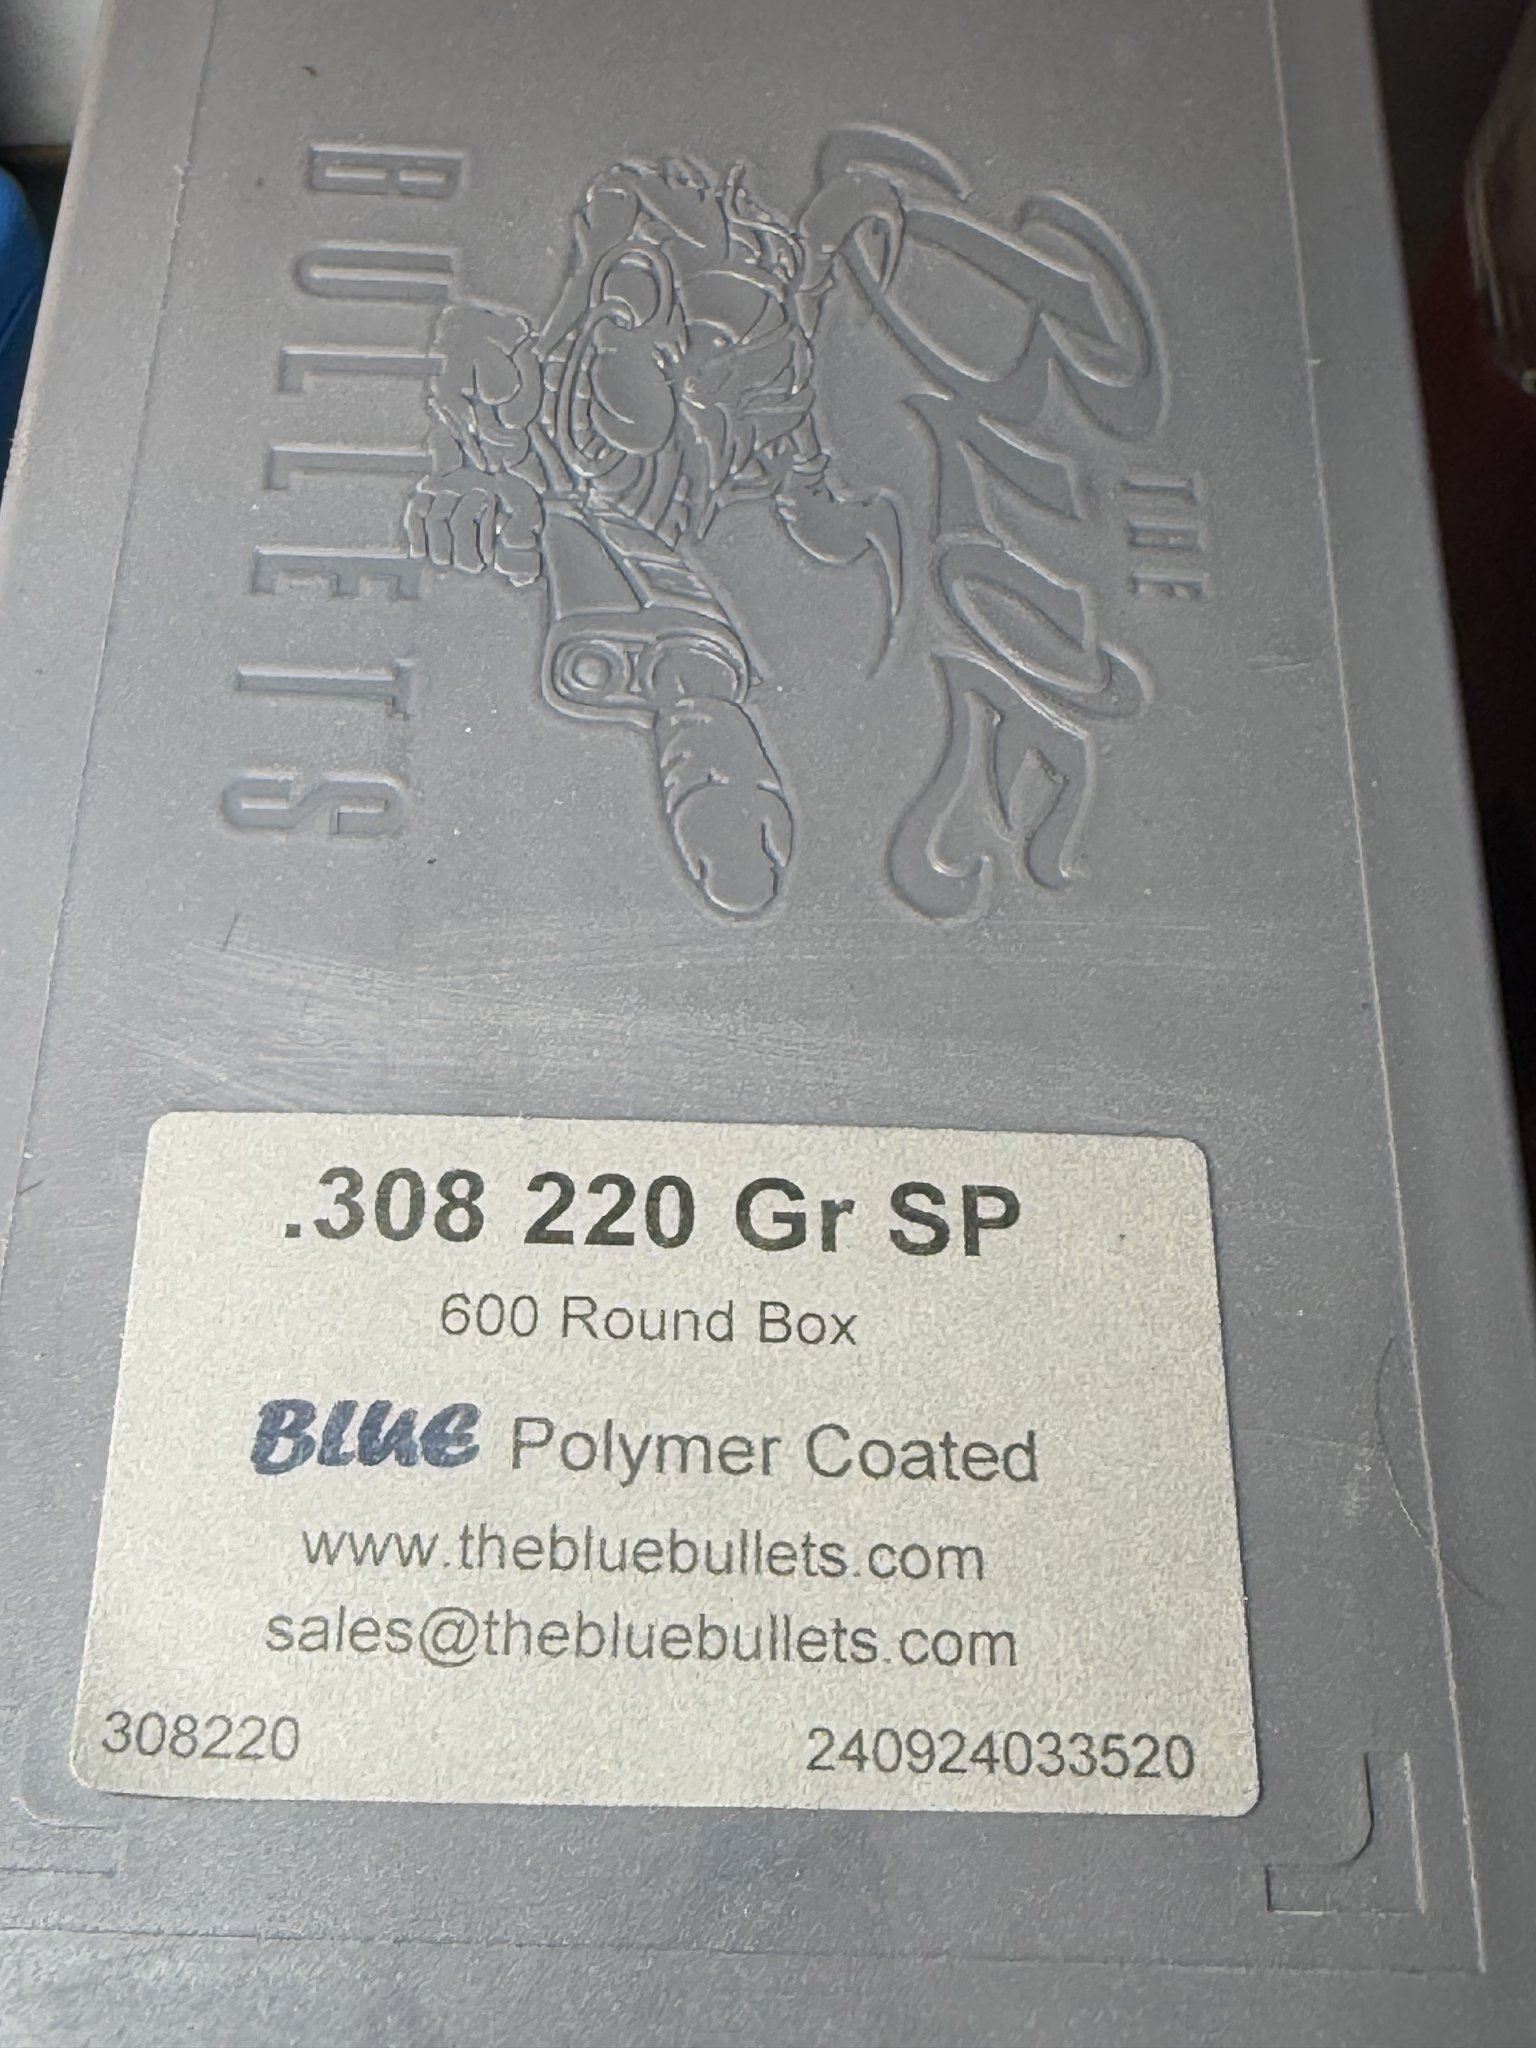 THE
BLUE
BULLETS
.308 220 Gr SP
600 Round Box
BLUE Polymer Coated
www.thebluebullets.com
sales@thebluebullets.com
308220 240924033520